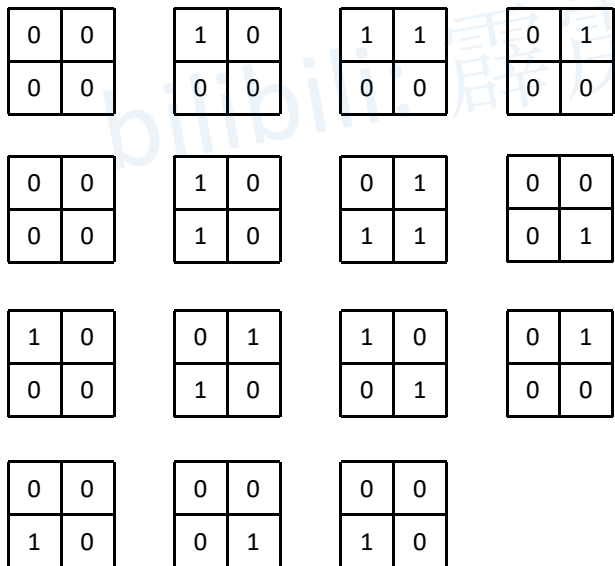 0 0 1 0 1 1 0 1
0 0 0 0 0 0 0 0
0 0 1 0 0 1 0 0
0 0 1 0 1 1 0 1
1 0 0 1 1 0 0 1
0 0 1 0 0 1 0 0
0 0 0 0 0 0
1 0 0 1 1 0
bilibili: 霹